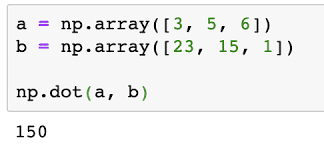 a = np.array([3, 5, 6])
b = np.array([23, 15, 1])
np.dot(a, b)
150